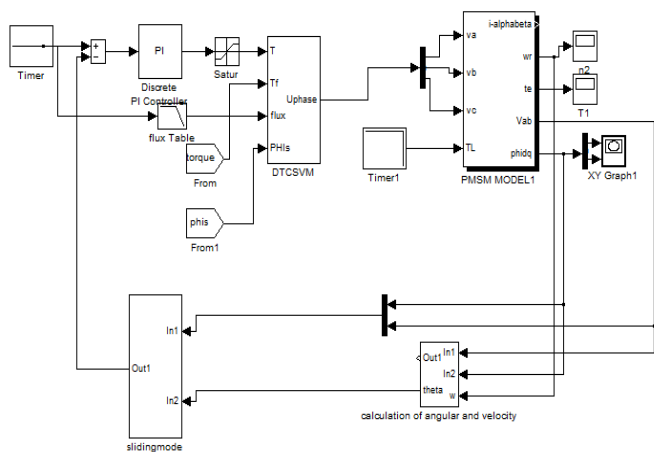 Timer
+
−
PI
Discrete
PI Controller
Satur
flux Table
torque
From
phis
From1
T
Tf
flux
PHIs
Uphase
DTCSVM
Timer1
va
vb
vc
TL
i-alphabeta
wr
te
Vab
phidq
PMSM MODEL1
n2
T1
XY Graph1
In1
Out1
In2
slidingmode
Out1
In1
In2
theta
w
calculation of angular and velocity